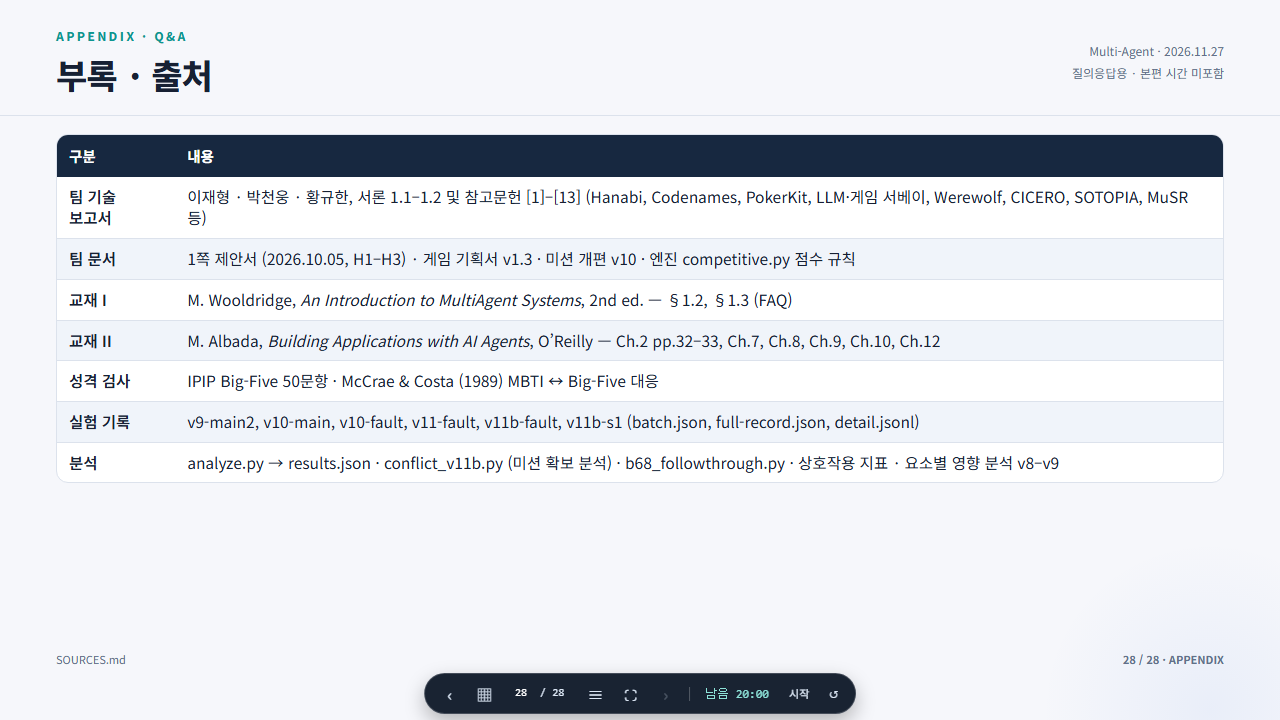 APPENDIX · Q&A
부록 · 출처
Multi-Agent · 2026.11.27
질의응답용 · 본편 시간 미포함
구분 내용
팀 기술 보고서 이재형 · 박천웅 · 황규한, 서론 1.1–1.2 및 참고문헌 [1]–[13] (Hanabi, Codenames, PokerKit, LLM·게임 서베이, Werewolf, CICERO, SOTOPIA, MuSR 등)
팀 문서 1쪽 제안서 (2026.10.05, H1–H3) · 게임 기획서 v1.3 · 미션 개편 v10 · 엔진 competitive.py 점수 규칙
교재 I M. Wooldridge, An Introduction to MultiAgent Systems, 2nd ed. — §1.2, §1.3 (FAQ)
교재 II M. Albada, Building Applications with AI Agents, O’Reilly — Ch.2 pp.32–33, Ch.7, Ch.8, Ch.9, Ch.10, Ch.12
성격 검사 IPIP Big-Five 50문항 · McCrae & Costa (1989) MBTI ↔ Big-Five 대응
실험 기록 v9-main2, v10-main, v10-fault, v11-fault, v11b-fault, v11b-s1 (batch.json, full-record.json, detail.jsonl)
분석 analyze.py → results.json · conflict_v11b.py (미션 확보 분석) · b68_followthrough.py · 상호작용 지표 · 요소별 영향 분석 v8–v9
SOURCES.md
28 / 28 · APPENDIX
28 / 28 남음 20:00 시작